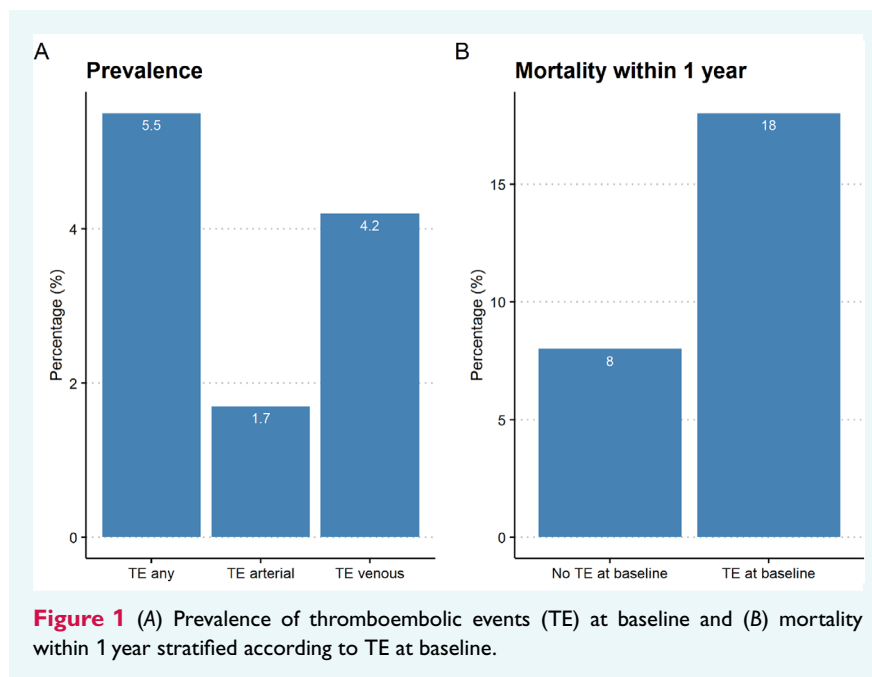 A
Prevalence
Percentage (%)
4
2
0
5.5
1.7
4.2
TE any
TE arterial
TE venous
B
Mortality within 1 year
Percentage (%)
15
10
5
0
8
18
No TE at baseline
TE at baseline
Figure 1 (A) Prevalence of thromboembolic events (TE) at baseline and (B) mortality
within 1 year stratified according to TE at baseline.